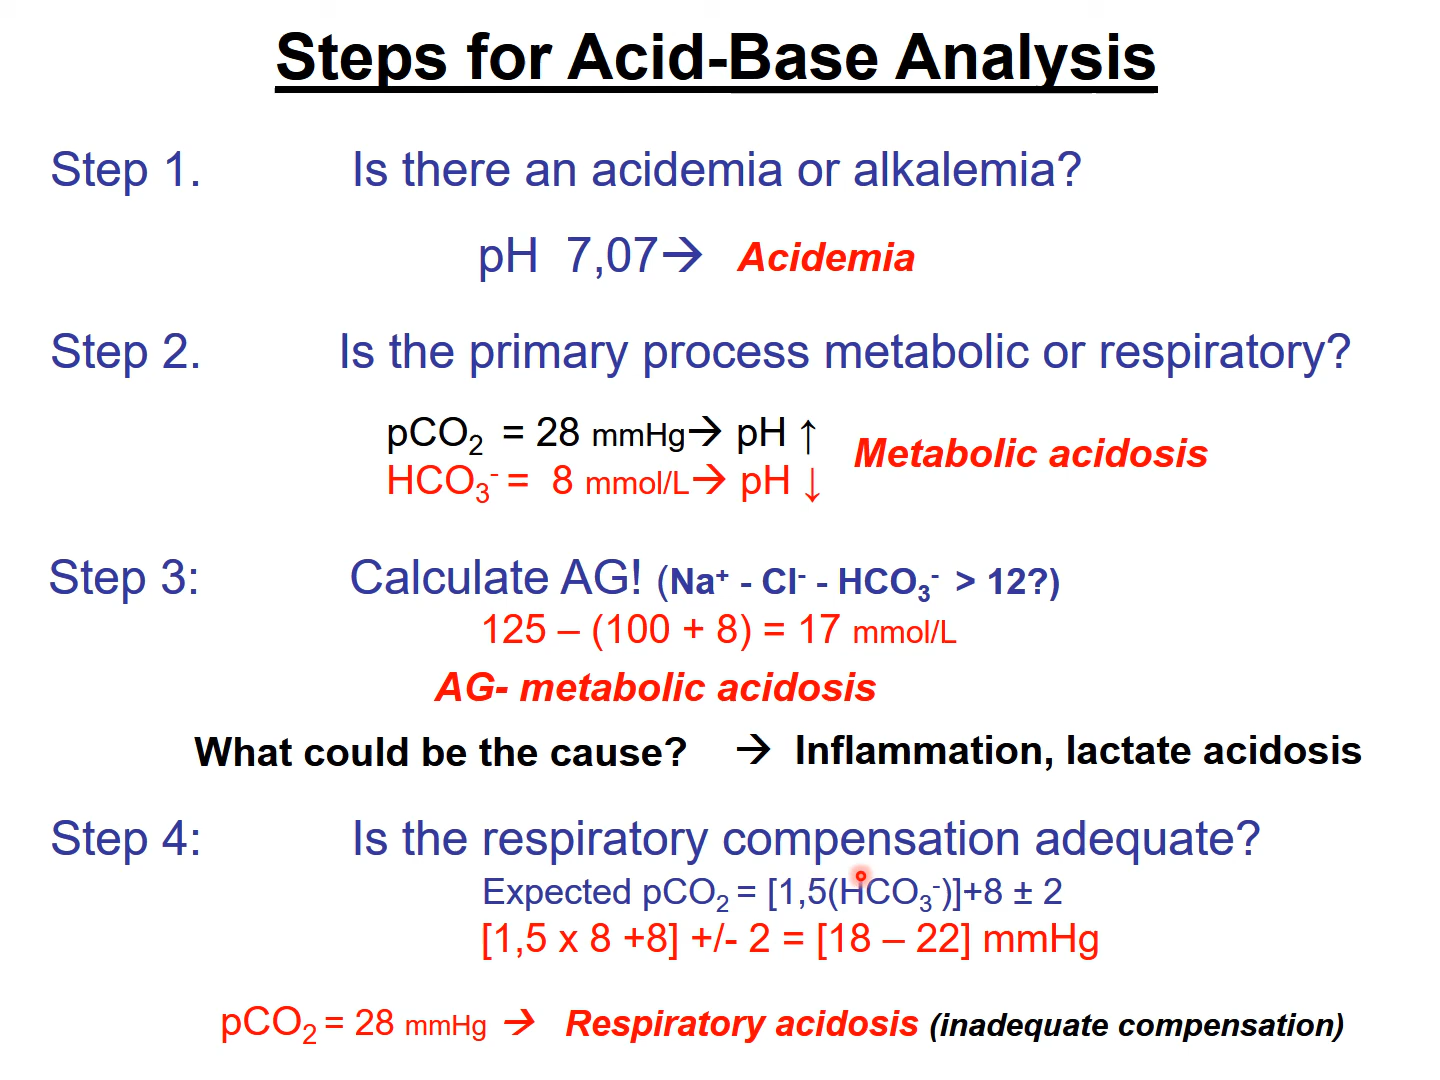 Steps for Acid-Base Analysis
Step 1. Is there an acidemia or alkalemia?
pH 7,07→ Acidemia
Step 2. Is the primary process metabolic or respiratory?
pCO₂ = 28 mmHg→ pH ↑
Metabolic acidosis
HCO₃⁻ = 8 mmol/L→ pH ↓
Step 3: Calculate AG! (Na⁺ - Cl⁻ - HCO₃⁻ > 12?)
125 – (100 + 8) = 17 mmol/L
AG- metabolic acidosis
What could be the cause? → Inflammation, lactate acidosis
Step 4: Is the respiratory compensation adequate?
Expected pCO₂ = [1,5(HCO₃⁻)]+8 ± 2
[1,5 x 8 +8] +/- 2 = [18 – 22] mmHg
pCO₂ = 28 mmHg → Respiratory acidosis (inadequate compensation)